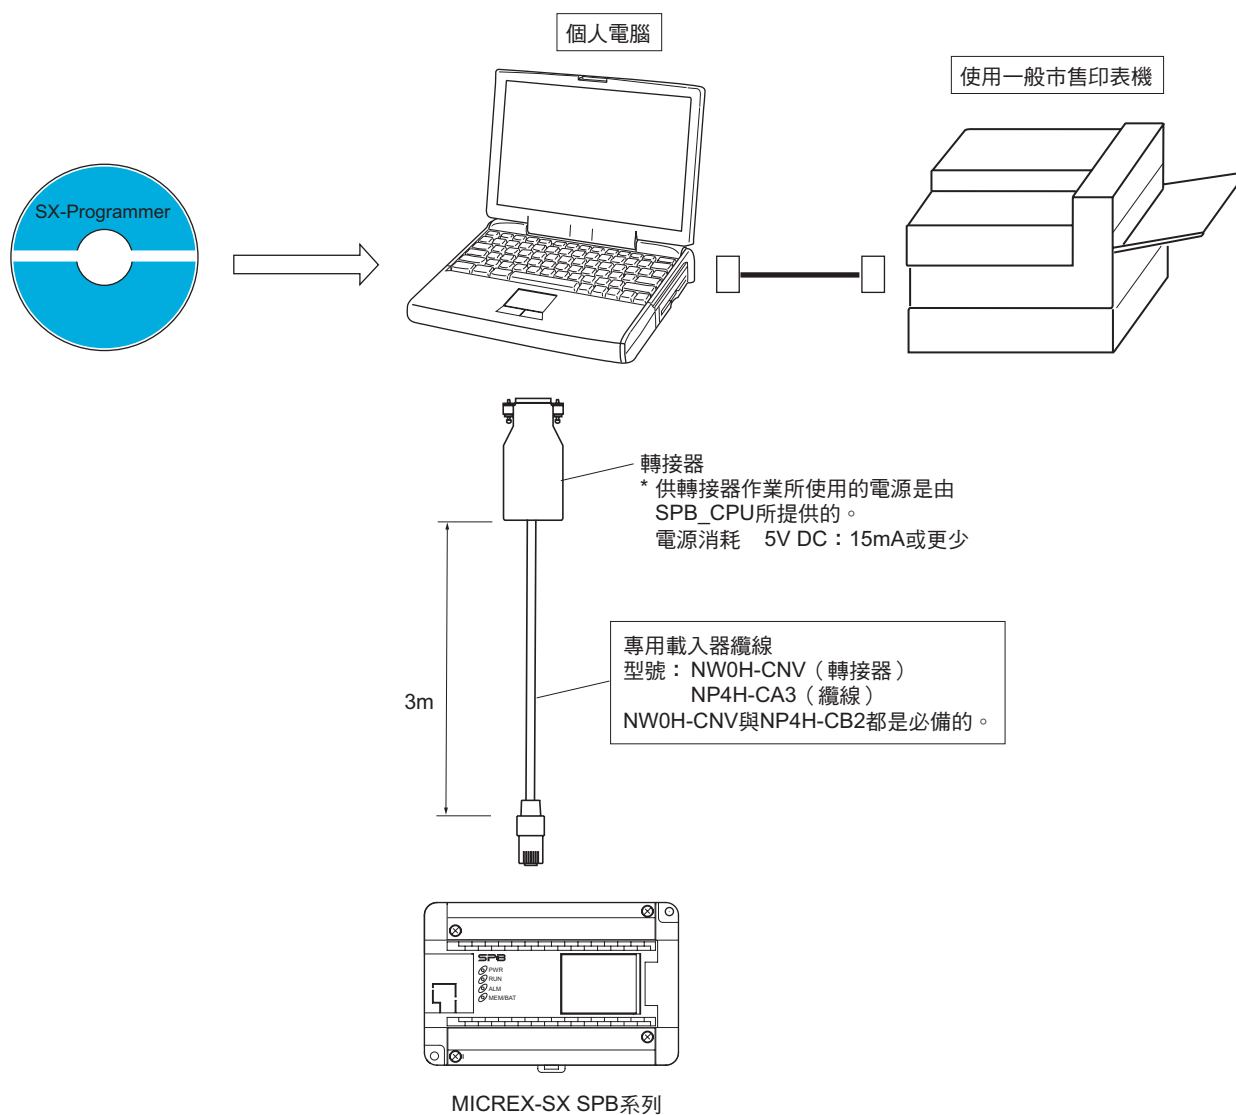 個人電腦
使用一般市售印表機
SX-Programmer
轉接器
* 供轉接器作業所使用的電源是由
SPB_CPU所提供的。
電源消耗 5V DC：15mA或更少
專用載入器纜線
型號：NW0H-CNV（轉接器）
NP4H-CA3（纜線）
NW0H-CNV與NP4H-CB2都是必備的。
3m
SPB
PWR
RUN
ALM
MEM/BAT
MICREX-SX SPB系列